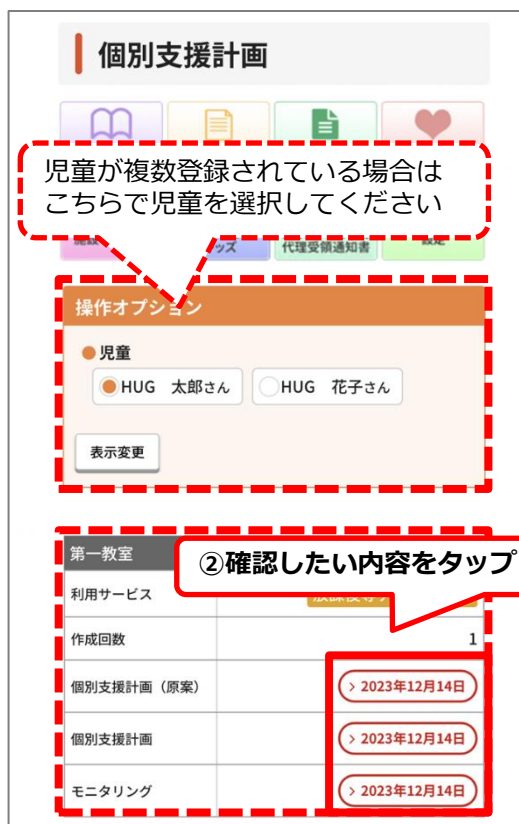 個別支援計画
児童が複数登録されている場合は
こちらで児童を選択してください
ッズ
代理受領通知書
設定
操作オプション
児童
HUG 太郎さん
HUG 花子さん
表示変更
第一教室
②確認したい内容をタップ
利用サービス
作成回数
1
個別支援計画（原案）
> 2023年12月14日
個別支援計画
> 2023年12月14日
モニタリング
> 2023年12月14日